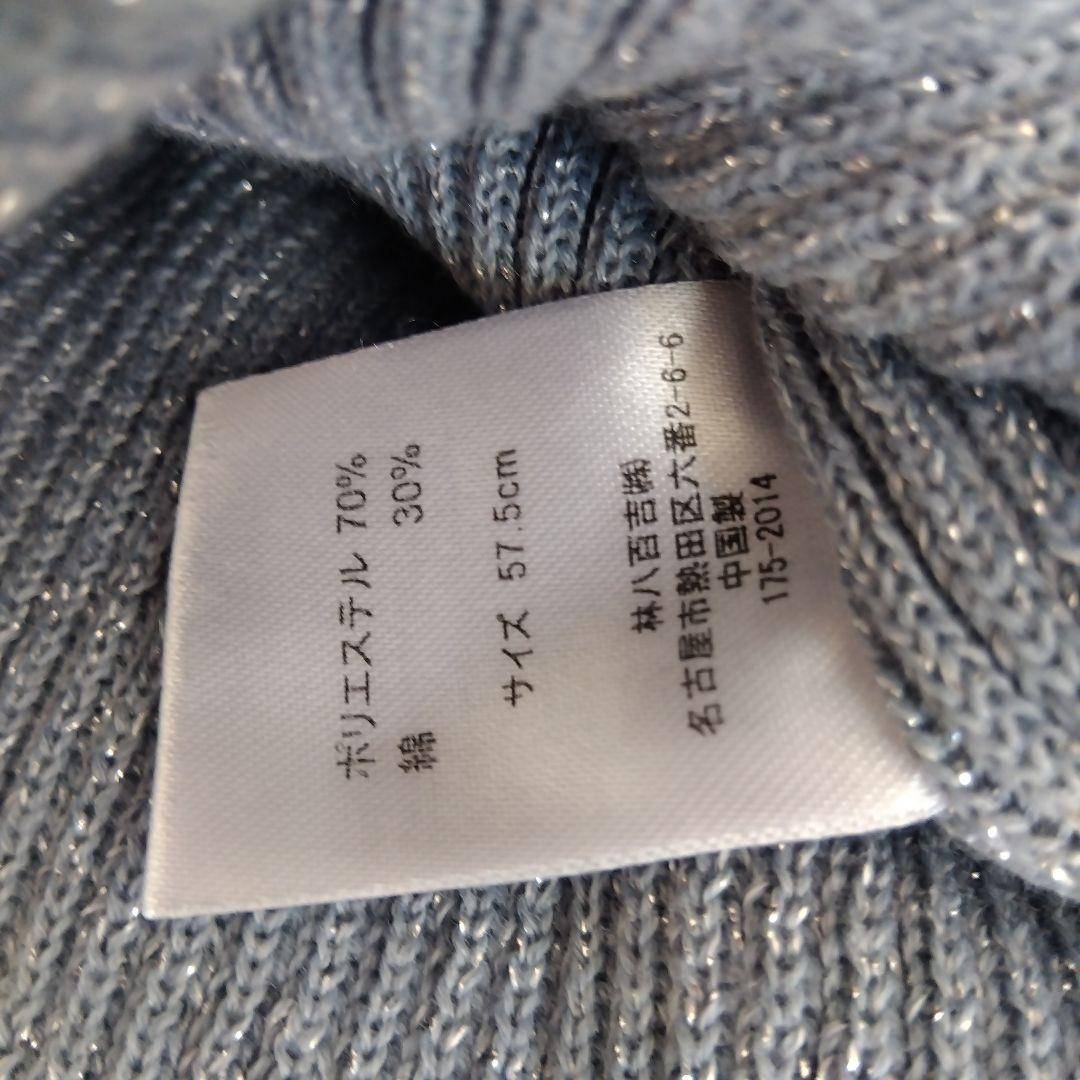 ポリエステル 70%
綿 30%
サイズ 57.5cm
林八百吉㈱
名古屋市熱田区六番2-6-6
中国製
175-2014